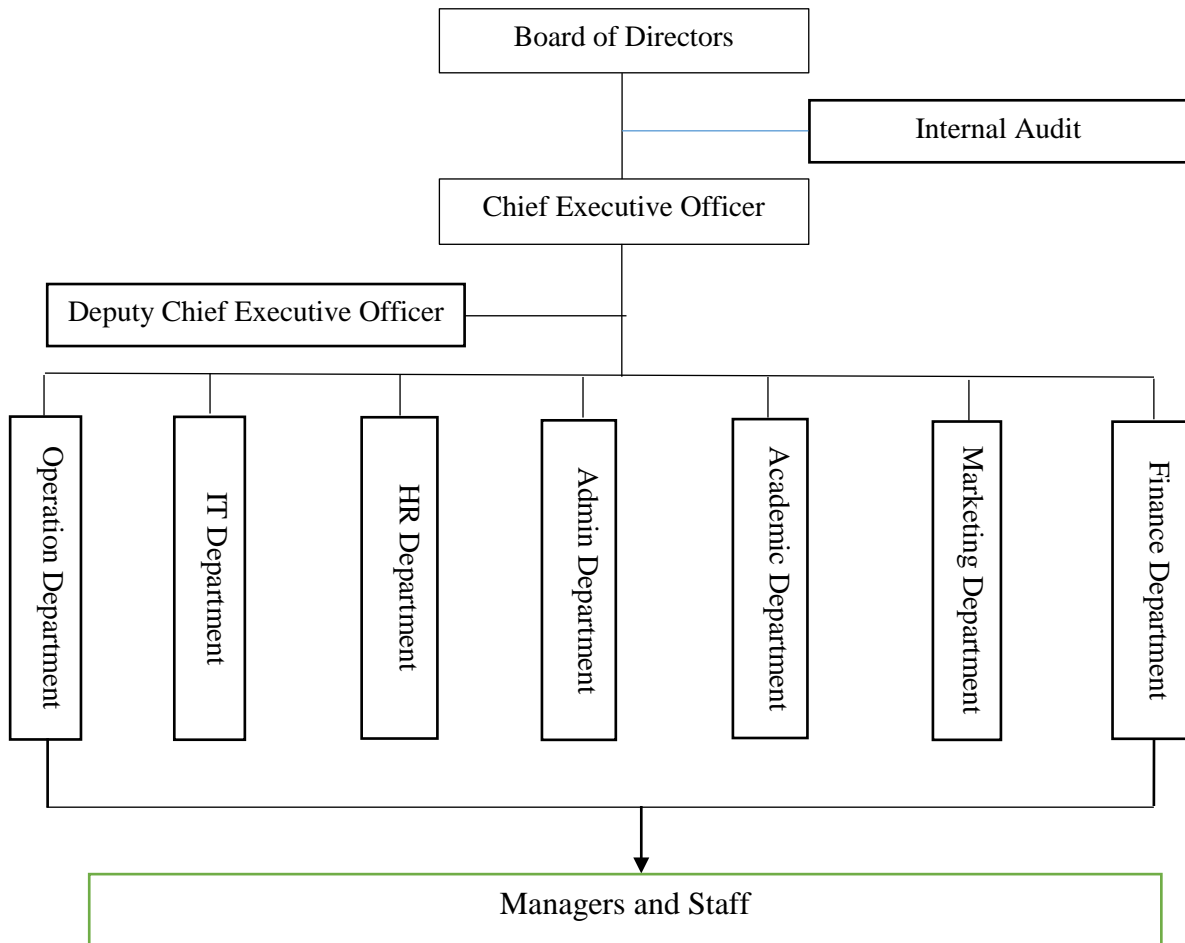 Board of Directors
Internal Audit
Chief Executive Officer
Deputy Chief Executive Officer
Operation Department
IT Department
HR Department
Admin Department
Academic Department
Marketing Department
Finance Department
Managers and Staff